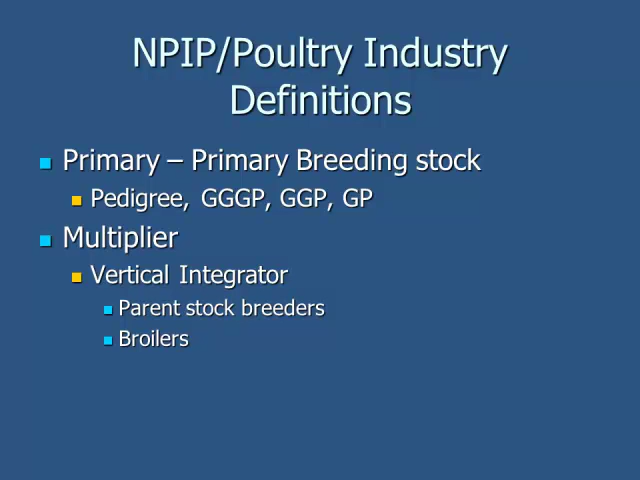 NPIP/Poultry Industry
Definitions
Primary – Primary Breeding stock
Pedigree, GGGP, GGP, GP
Multiplier
Vertical Integrator
Parent stock breeders
Broilers